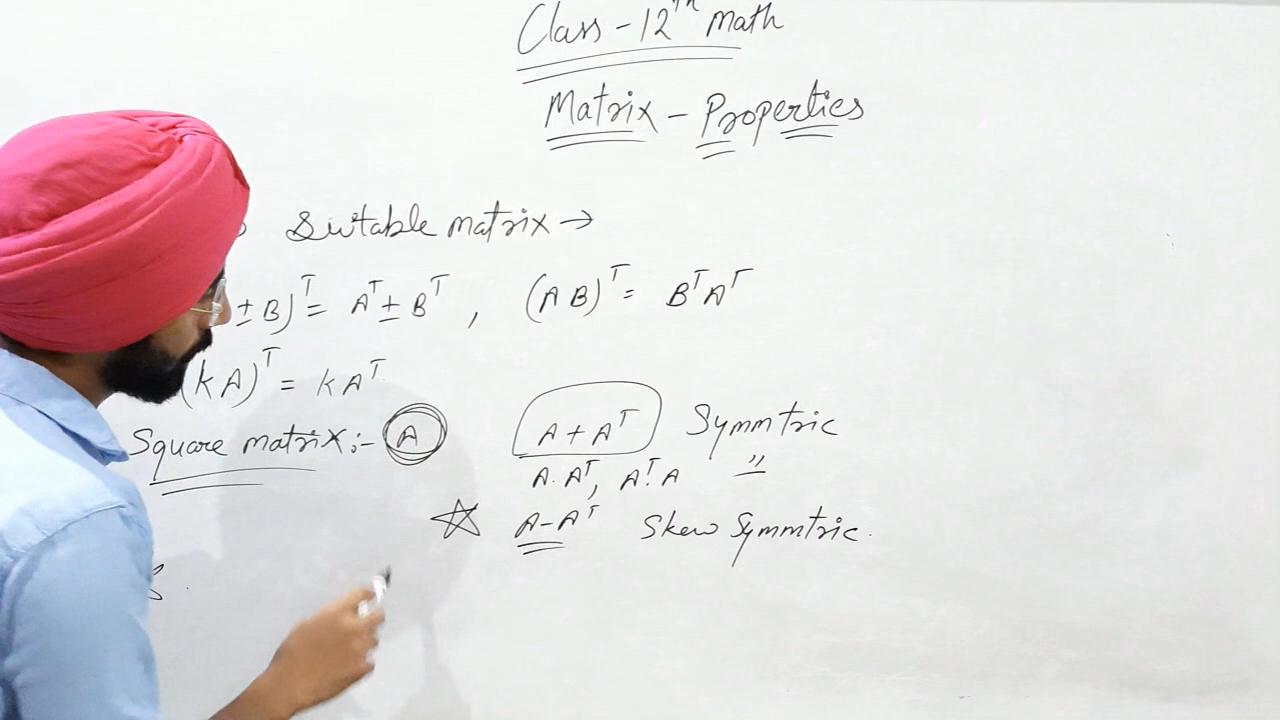 Class - 12th Math
Matrix - Properties
Suitable matrix →
± B)ᵀ = Aᵀ ± Bᵀ , (AB)ᵀ = BᵀAᵀ
(kA)ᵀ = kAᵀ
Square matrix :- A A + Aᵀ Symmtric
A.Aᵀ, Aᵀ.A "
☆ A-Aᵀ Skew Symmtric.